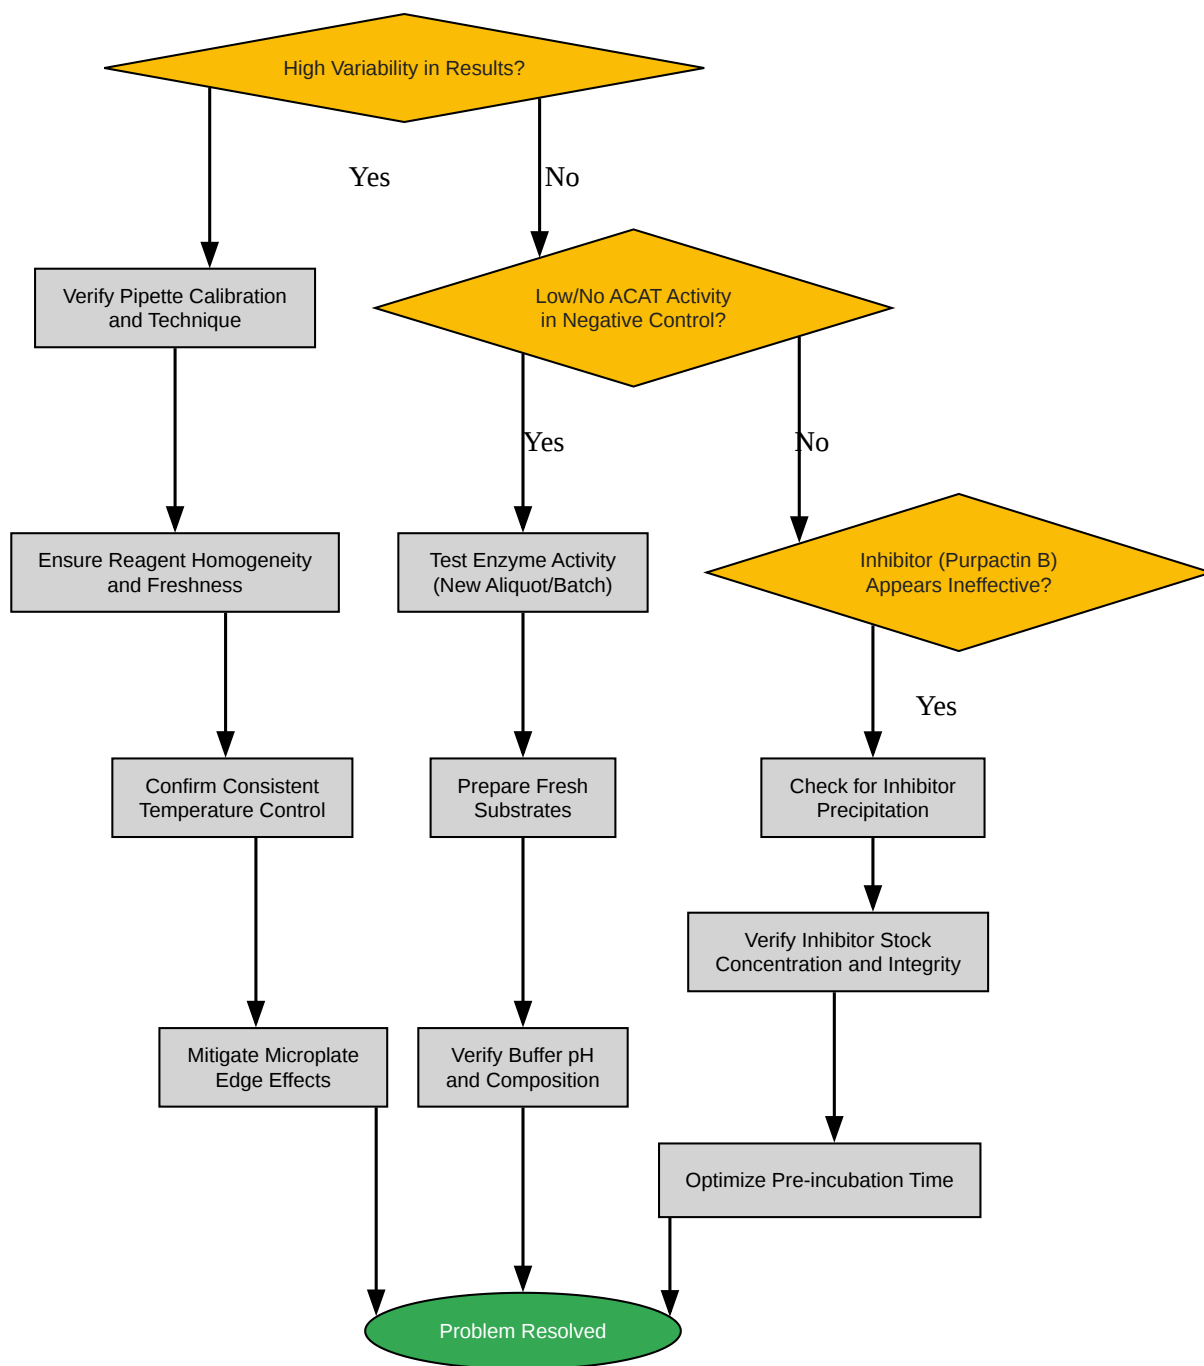 High Variability in Results?
Yes
No
Verify Pipette Calibration
and Technique
Low/No ACAT Activity
in Negative Control?
Yes
No
Ensure Reagent Homogeneity
and Freshness
Test Enzyme Activity
(New Aliquot/Batch)
Inhibitor (Purpactin B)
Appears Ineffective?
Yes
Confirm Consistent
Temperature Control
Prepare Fresh
Substrates
Check for Inhibitor
Precipitation
Verify Inhibitor Stock
Concentration and Integrity
Mitigate Microplate
Edge Effects
Verify Buffer pH
and Composition
Optimize Pre-incubation Time
Problem Resolved